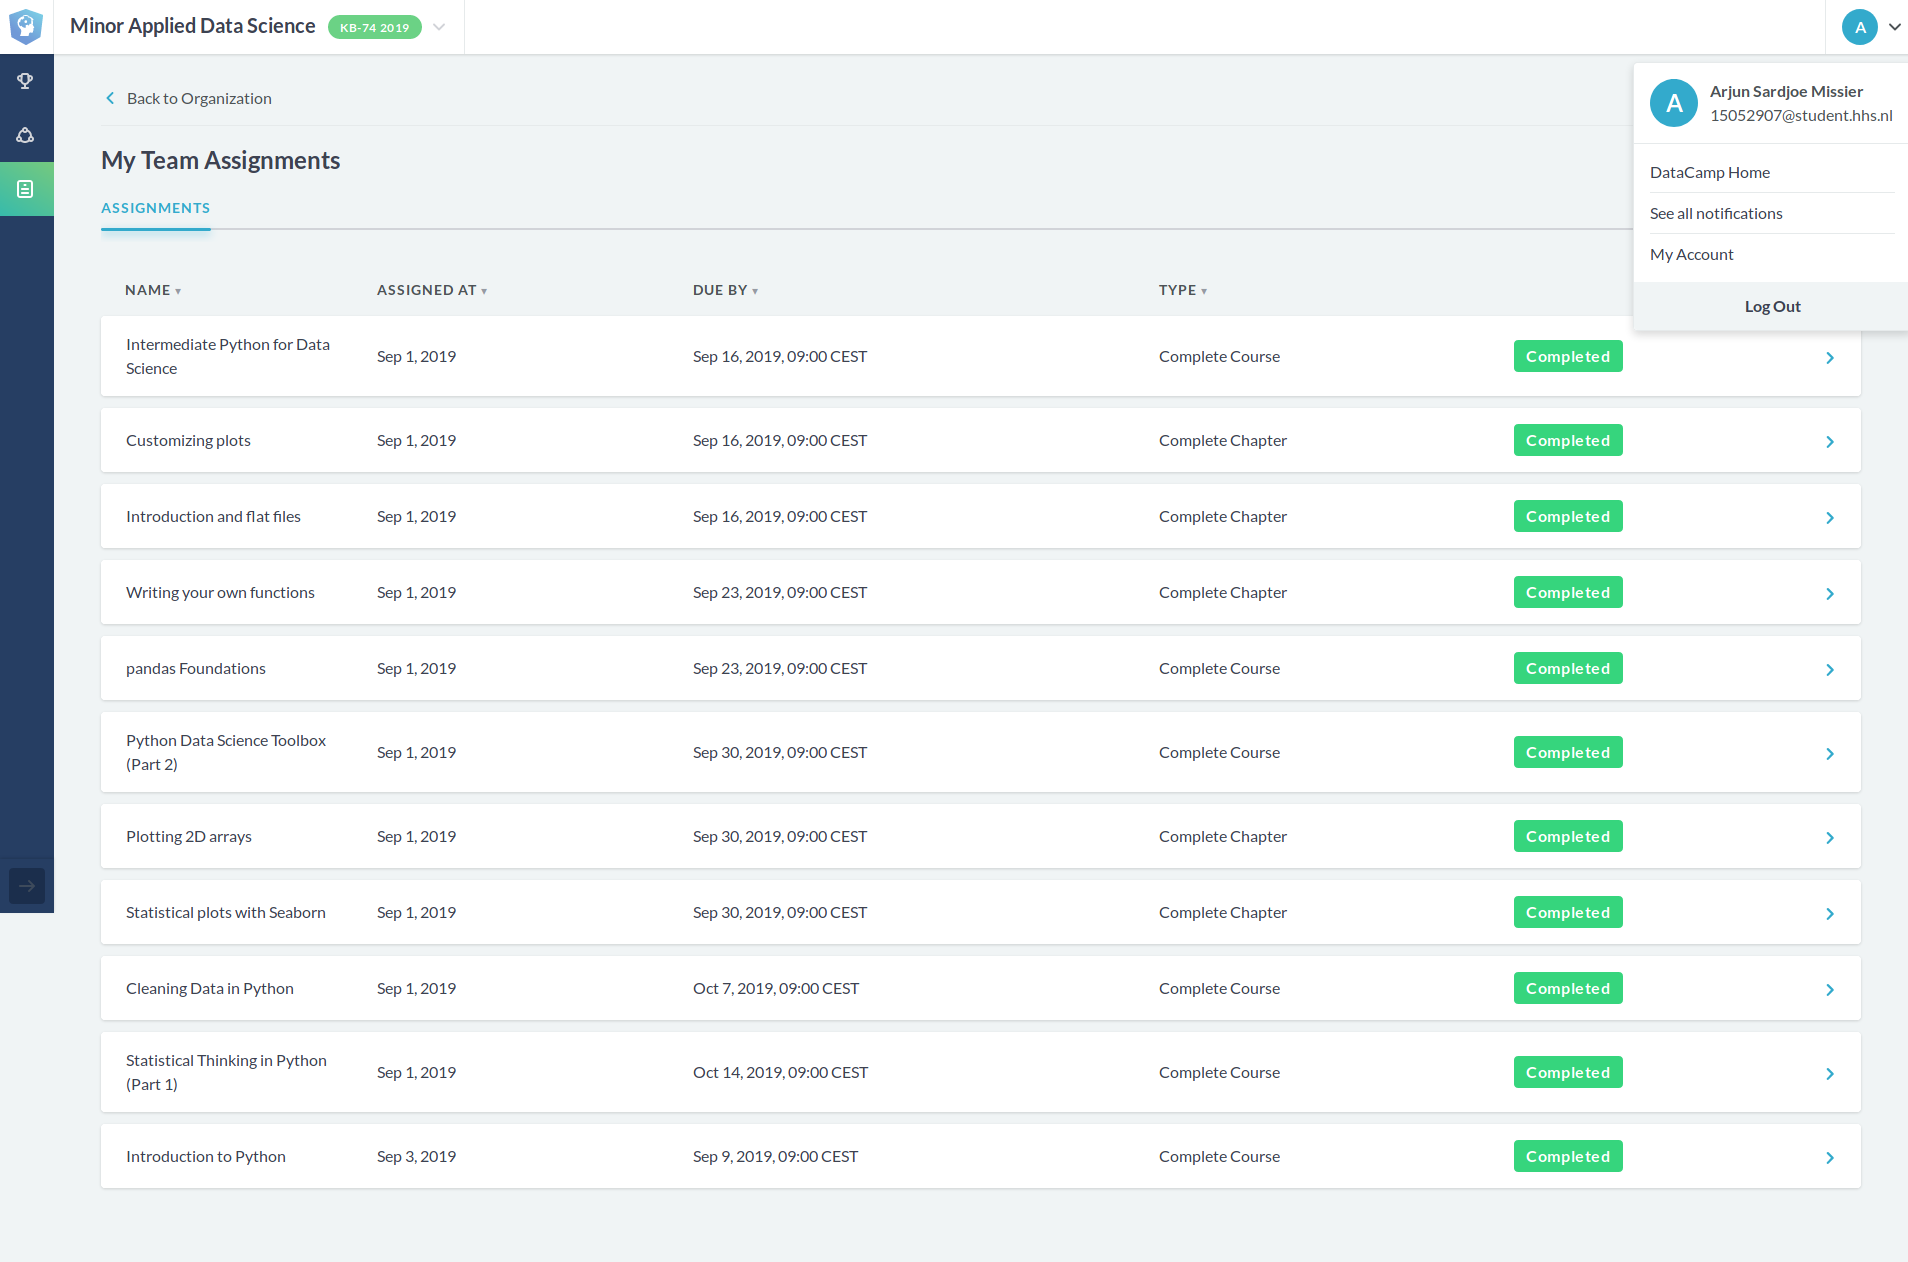 Minor Applied Data Science KB-74 2019 A
Back to Organization
Arjun Sardjoe Missier
A
15052907@student.hhs.nl
DataCamp Home
See all notifications
My Account
Log Out
My Team Assignments
ASSIGNMENTS
NAME ▾ ASSIGNED AT ▾ DUE BY ▾ TYPE ▾
Intermediate Python for Data
Science
Sep 1, 2019 Sep 16, 2019, 09:00 CEST Complete Course Completed
Customizing plots Sep 1, 2019 Sep 16, 2019, 09:00 CEST Complete Chapter Completed
Introduction and flat files Sep 1, 2019 Sep 16, 2019, 09:00 CEST Complete Chapter Completed
Writing your own functions Sep 1, 2019 Sep 23, 2019, 09:00 CEST Complete Chapter Completed
pandas Foundations Sep 1, 2019 Sep 23, 2019, 09:00 CEST Complete Course Completed
Python Data Science Toolbox
(Part 2)
Sep 1, 2019 Sep 30, 2019, 09:00 CEST Complete Course Completed
Plotting 2D arrays Sep 1, 2019 Sep 30, 2019, 09:00 CEST Complete Chapter Completed
Statistical plots with Seaborn Sep 1, 2019 Sep 30, 2019, 09:00 CEST Complete Chapter Completed
Cleaning Data in Python Sep 1, 2019 Oct 7, 2019, 09:00 CEST Complete Course Completed
Statistical Thinking in Python
(Part 1)
Sep 1, 2019 Oct 14, 2019, 09:00 CEST Complete Course Completed
Introduction to Python Sep 3, 2019 Sep 9, 2019, 09:00 CEST Complete Course Completed